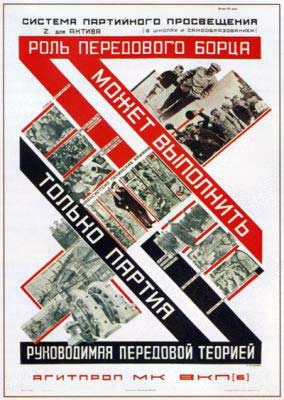 СИСТЕМА ПАРТИЙНОГО ПРОСВЕЩЕНИЯ
2. для АКТИВА (В ШКОЛАХ и САМООБРАЗОВАНИЕМ)
РОЛЬ ПЕРЕДОВОГО БОРЦА
МОЖЕТ ВЫПОЛНИТЬ
ТОЛЬКО ПАРТИЯ
РУКОВОДИМАЯ ПЕРЕДОВОЙ ТЕОРИЕЙ
АГИТПРОП МК ВКП(б)